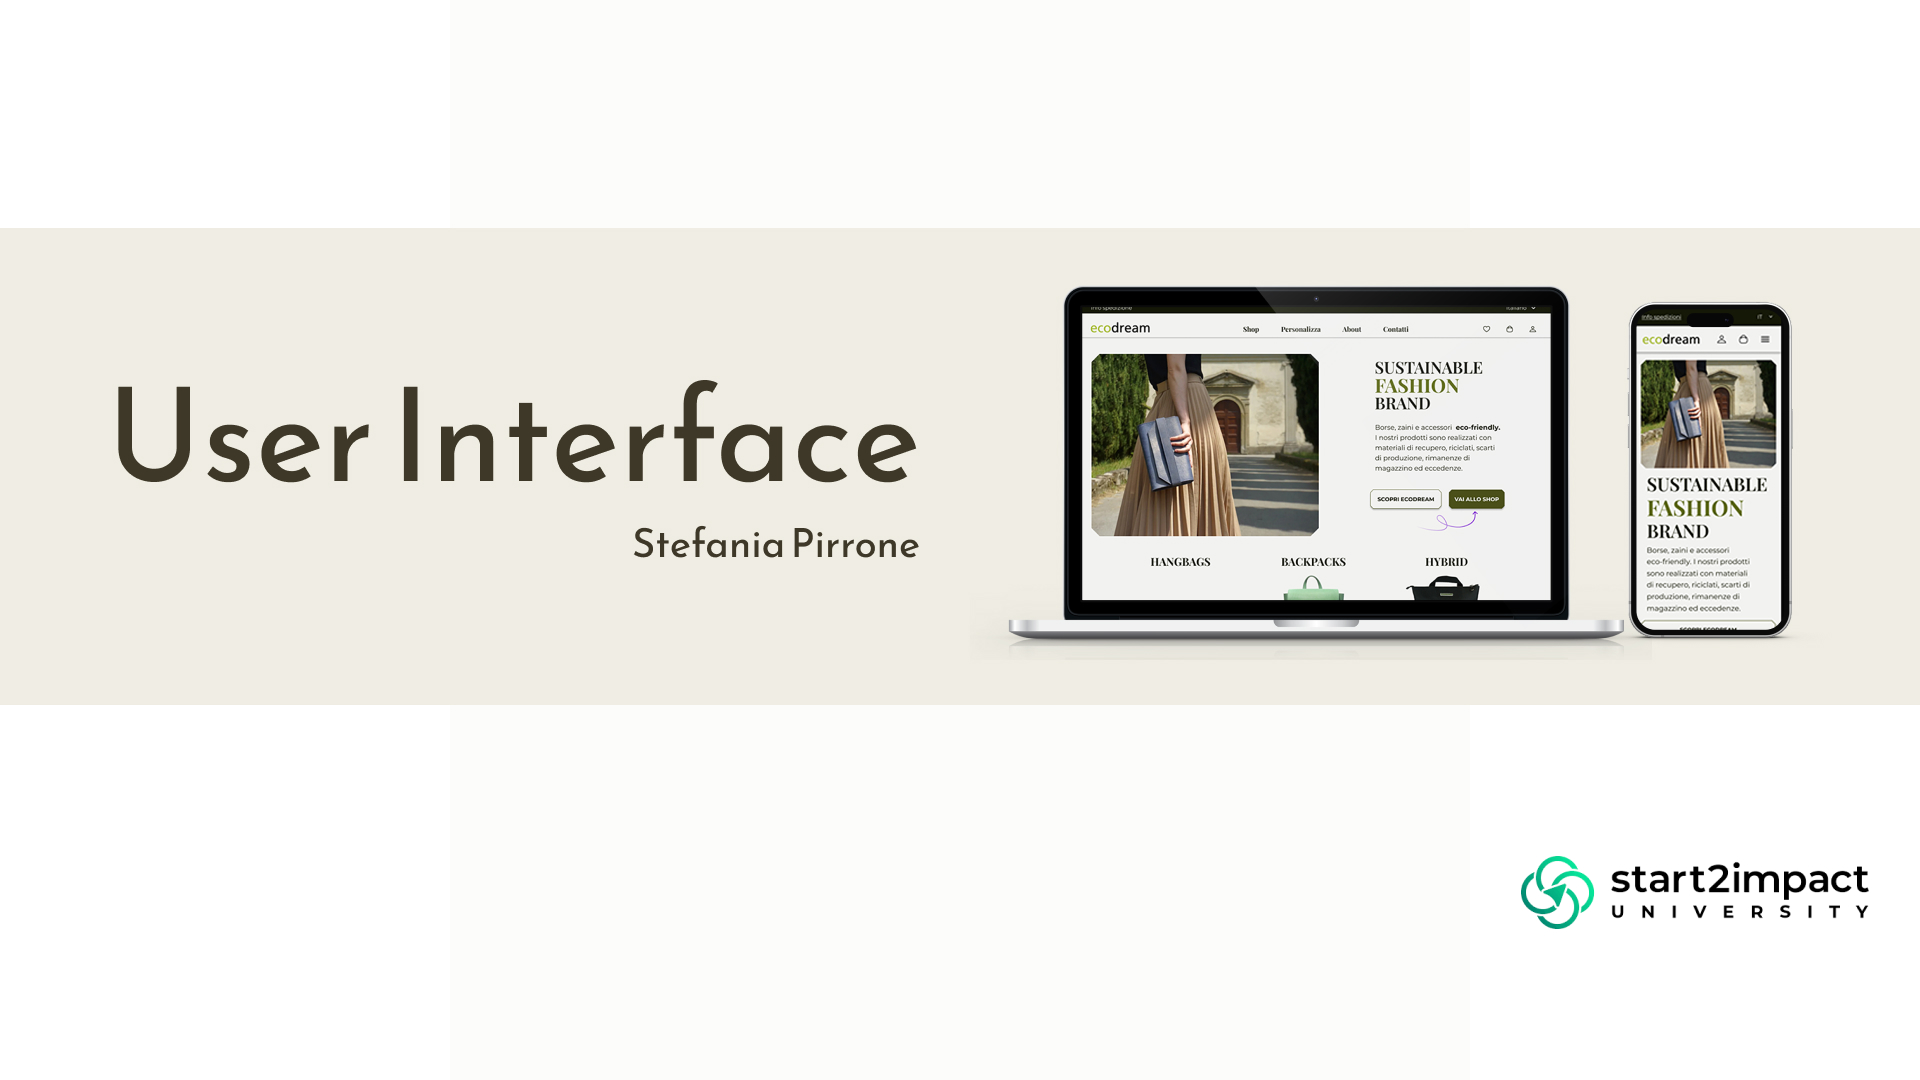 User Interface
Stefania Pirrone
Info spedizione
Italiano
ecodream
Shop
Personalizza
About
Contatti
SUSTAINABLE
FASHION
BRAND
Borse, zaini e accessori eco-friendly.
I nostri prodotti sono realizzati con
materiali di recupero, riciclati, scarti
di produzione, rimanenze di
magazzino ed eccedenze.
SCOPRI ECODREAM
VAI ALLO SHOP
HANGBAGS
BACKPACKS
HYBRID
Info spedizioni
IT
ecodream
SUSTAINABLE
FASHION
BRAND
Borse, zaini e accessori
eco-friendly. I nostri prodotti
sono realizzati con materiali
di recupero, riciclati, scarti di
produzione, rimanenze di
magazzino ed eccedenze.
SCOPRI ECODREAM
start2impact
UNIVERSITY